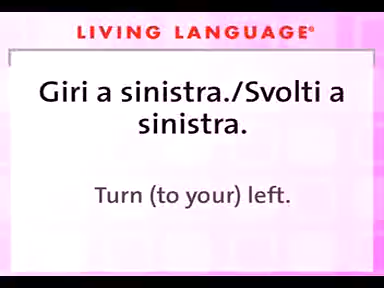 LIVING LANGUAGE®
Giri a sinistra./Svolti a
sinistra.
Turn (to your) left.